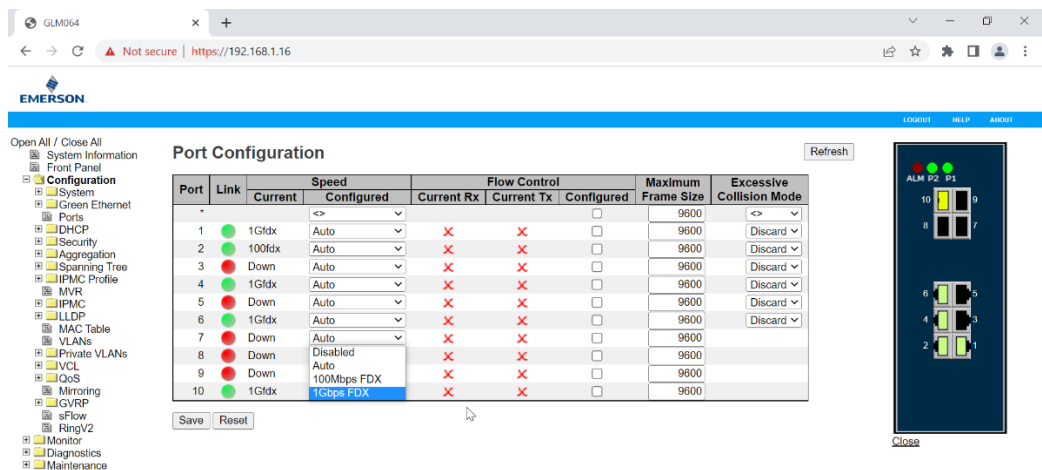 GLM064
Not secure | https://192.168.1.16
EMERSON
LOGOUT HELP ABOUT
Open All / Close All
System Information
Front Panel
Configuration
System
Green Ethernet
Ports
DHCP
Security
Aggregation
Spanning Tree
IPMC Profile
MVR
IPMC
LLDP
MAC Table
VLANs
Private VLANs
VCL
QoS
Mirroring
GVRP
sFlow
RingV2
Monitor
Diagnostics
Maintenance
Port Configuration
Refresh
Port Link Speed Flow Control Maximum Frame Size Excessive Collision Mode
Current Configured Current Rx Current Tx Configured
* <> 9600 <>
1 1Gfdx Auto 9600 Discard
2 100fdx Auto 9600 Discard
3 Down Auto 9600 Discard
4 1Gfdx Auto 9600 Discard
5 Down Auto 9600 Discard
6 1Gfdx Auto 9600 Discard
7 Down Auto 9600
8 Down 9600
9 Down 9600
10 1Gfdx 9600
Disabled
Auto
100Mbps FDX
1Gbps FDX
Save Reset
ALM P2 P1
10 9
8 7
6 5
4 3
2 1
Close